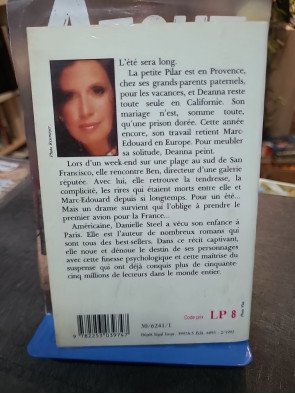 L'été sera long.
La petite Pilar est en Provence,
chez ses grands-parents paternels,
pour les vacances, et Deanna reste
toute seule en Californie. Son
mariage n'est, somme toute,
qu'une prison dorée. Cette année
encore, son travail retient Marc-
Edouard en Europe. Pour meubler
sa solitude, Deanna peint.
Lors d'un week-end sur une plage au sud de San
Francisco, elle rencontre Ben, directeur d'une galerie
réputée. Avec lui, elle retrouve la tendresse, la
complicité, les rires qui étaient morts entre elle et
Marc-Edouard depuis si longtemps. Pour un été...
Mais un drame survient qui l'oblige à prendre le
premier avion pour la France...
Américaine, Danielle Steel a vécu son enfance à
Paris. Elle est l'auteur de nombreux romans qui
sont tous des best-sellers. Dans ce récit captivant,
elle noue et dénoue le destin de ses personnages
avec cette finesse psychologique et cette maîtrise du
suspense qui ont déjà conquis plus de cinquante-
cinq millions de lecteurs dans le monde entier.
Code prix LP 8
30/6241/1
9 782253 039747